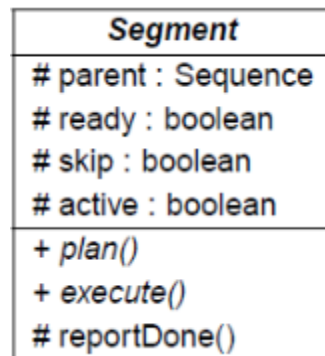 Segment
# parent : Sequence
# ready : boolean
# skip : boolean
# active : boolean
+ plan()
+ execute()
# reportDone()